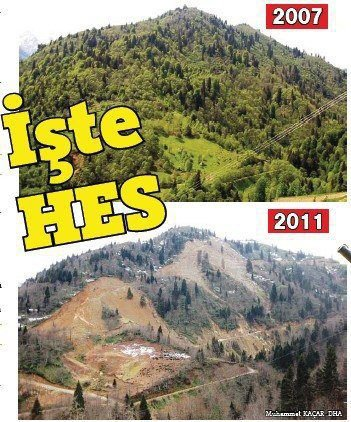 2007
İşte
HES
2011
Muhammet KAÇAR DHA